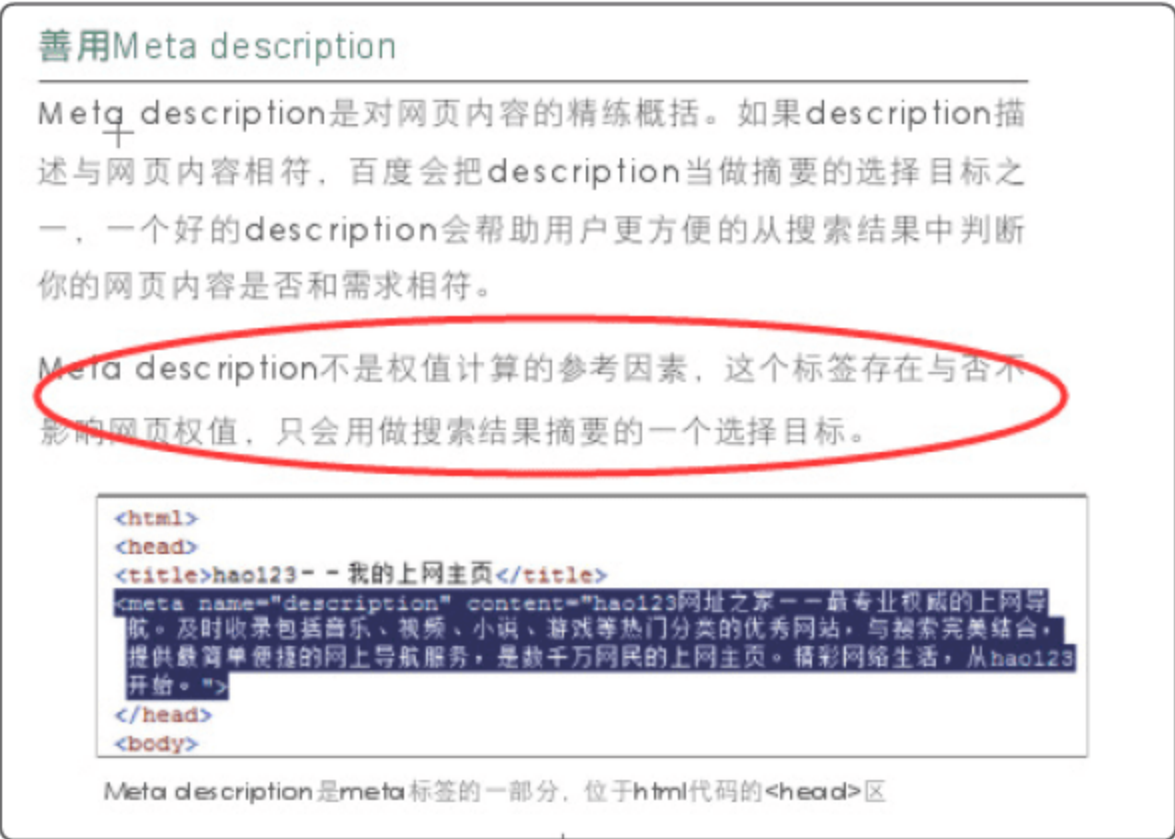 善用Meta description
Meta description是对网页内容的精练概括。如果description描
述与网页内容相符，百度会把description当做摘要的选择目标之
一，一个好的description会帮助用户更方便的从搜索结果中判断
你的网页内容是否和需求相符。
Meta description不是权值计算的参考因素，这个标签存在与否不
影响网页权值，只会用做搜索结果摘要的一个选择目标。
<html>
<head>
<title>hao123--我的上网主页</title>
<meta name="description" content="hao123网址之家--最专业权威的上网导
航。及时收录包括音乐、视频、小说、游戏等热门分类的优秀网站，与搜索完美结合，
提供最简单便捷的网上导航服务，是数千万网民的上网主页。精彩网络生活，从hao123
开始。">
</head>
<body>
Meta description是meta标签的一部分，位于html代码的<head>区